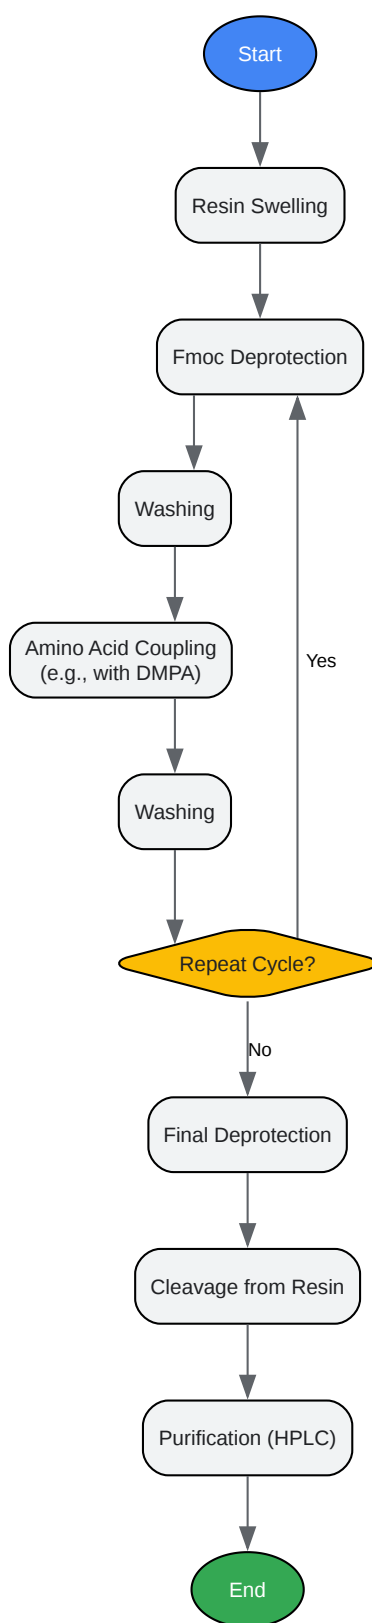 Start
Resin Swelling
Fmoc Deprotection
Washing
Amino Acid Coupling
(e.g., with DMPA)
Yes
Washing
Repeat Cycle?
No
Final Deprotection
Cleavage from Resin
Purification (HPLC)
End